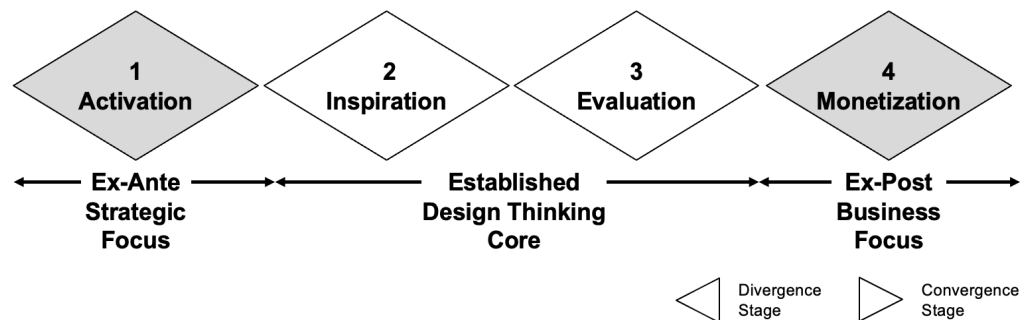 1
Activation
2
Inspiration
3
Evaluation
4
Monetization
Ex-Ante
Strategic
Focus
Established
Design Thinking
Core
Ex-Post
Business
Focus
Divergence
Stage
Convergence
Stage